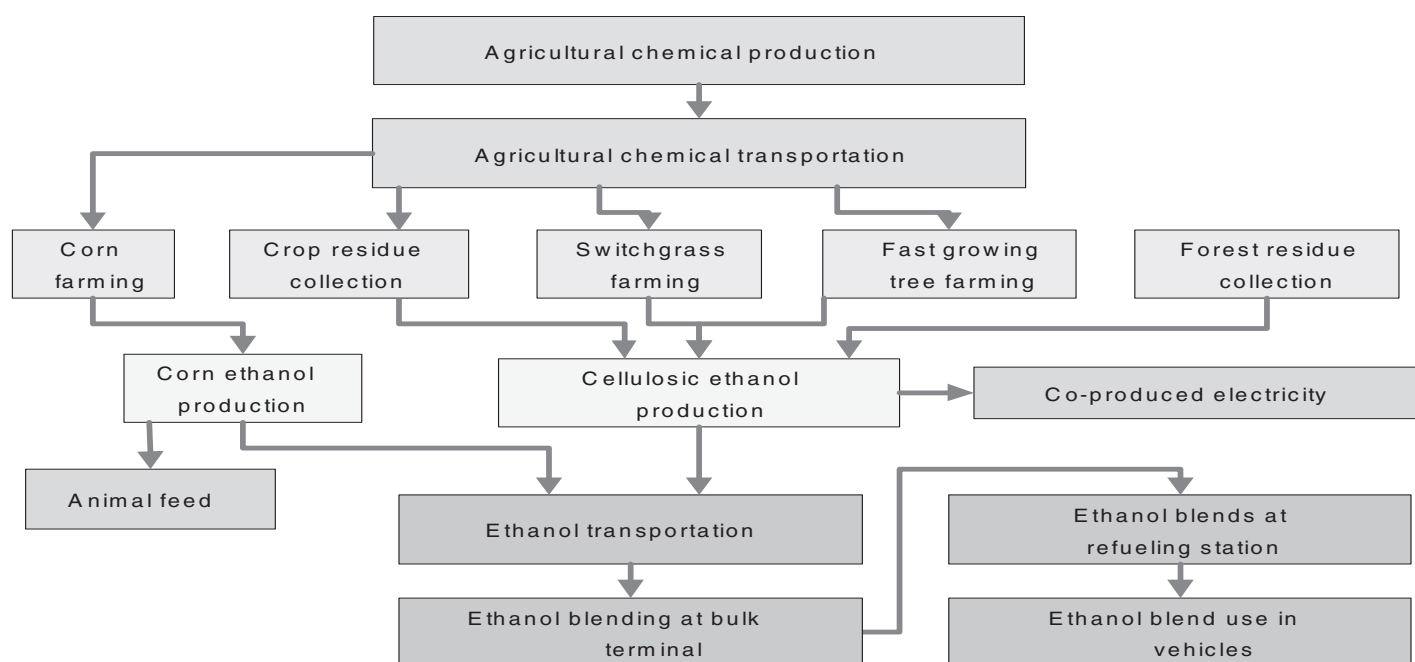 Agricultural chemical production
Agricultural chemical transportation
Corn
farming
Crop residue
collection
Switchgrass
farming
Fast growing
tree farming
Forest residue
collection
Corn ethanol
production
Cellulosic ethanol
production
Co-produced electricity
Animal feed
Ethanol transportation
Ethanol blends at
refueling station
Ethanol blending at bulk
terminal
Ethanol blend use in
vehicles